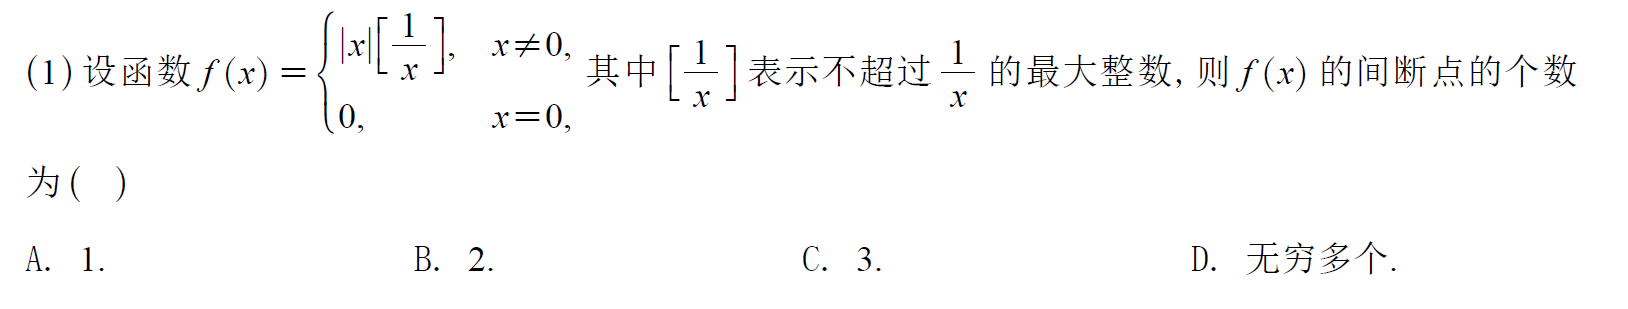 (1)设函数 f(x)={|x|[1/x], x≠0, 0, x=0, 其中[1/x]表示不超过 1/x 的最大整数,则 f(x) 的间断点的个数
为( )
A. 1. B. 2. C. 3. D. 无穷多个.